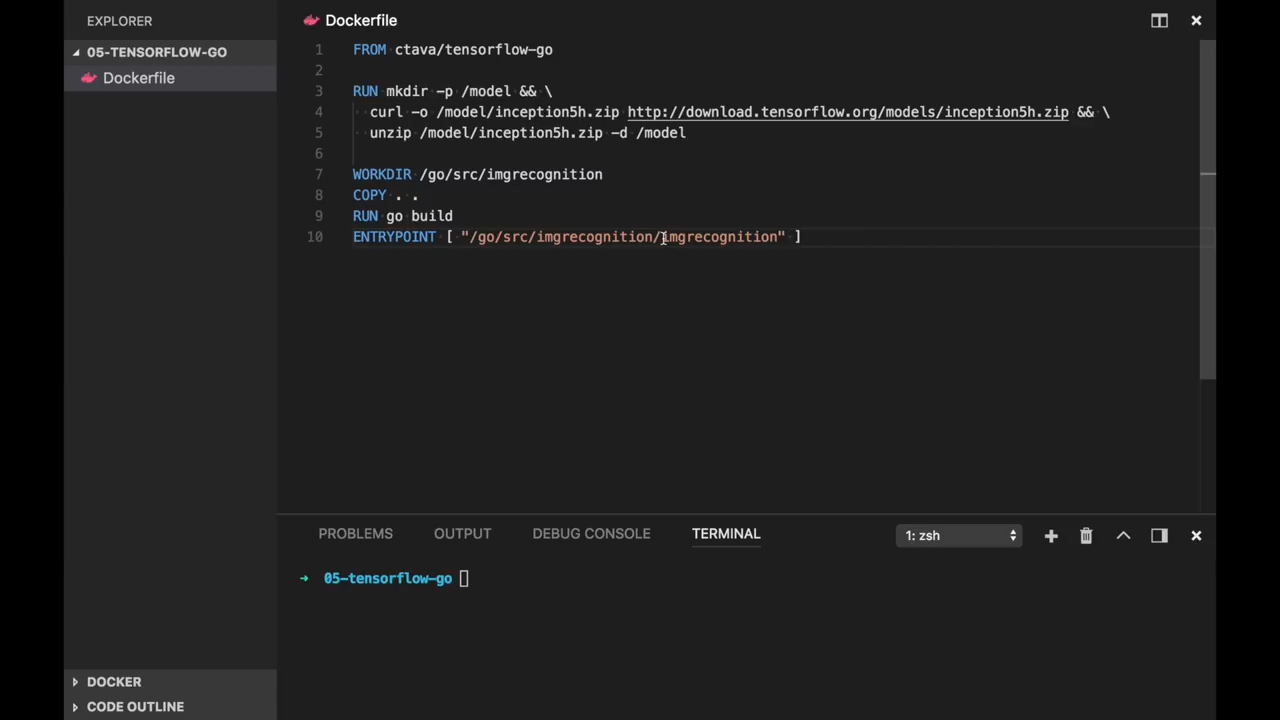 EXPLORER
Dockerfile
05-TENSORFLOW-GO
Dockerfile
1 FROM ctava/tensorflow-go
2
3 RUN mkdir -p /model && \
4 curl -o /model/inception5h.zip http://download.tensorflow.org/models/inception5h.zip && \
5 unzip /model/inception5h.zip -d /model
6
7 WORKDIR /go/src/imgrecognition
8 COPY . .
9 RUN go build
10 ENTRYPOINT [ "/go/src/imgrecognition/imgrecognition" ]
PROBLEMS OUTPUT DEBUG CONSOLE TERMINAL 1: zsh
→ 05-tensorflow-go
DOCKER
CODE OUTLINE